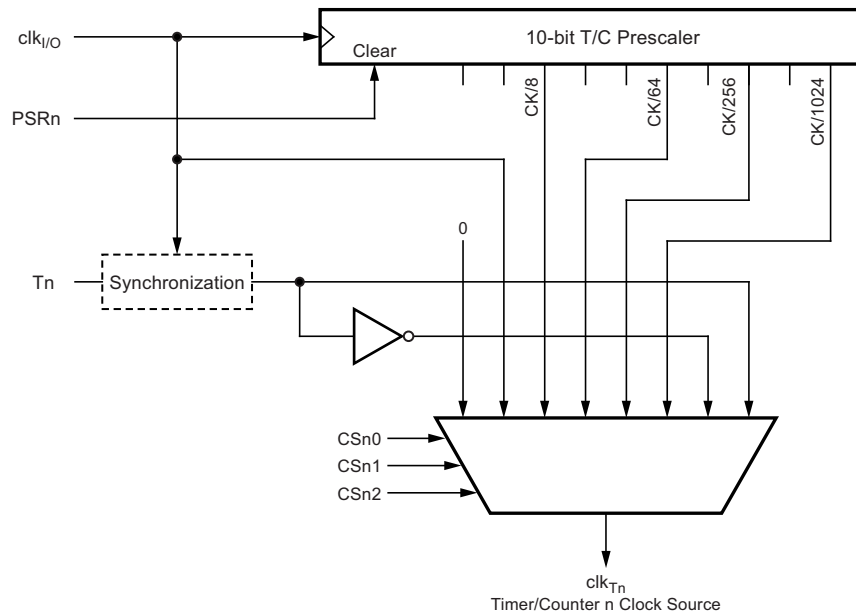 clkI/O
10-bit T/C Prescaler
Clear
PSRn
CK/8
CK/64
CK/256
CK/1024
0
Tn
Synchronization
CSn0
CSn1
CSn2
clkTn
Timer/Counter n Clock Source